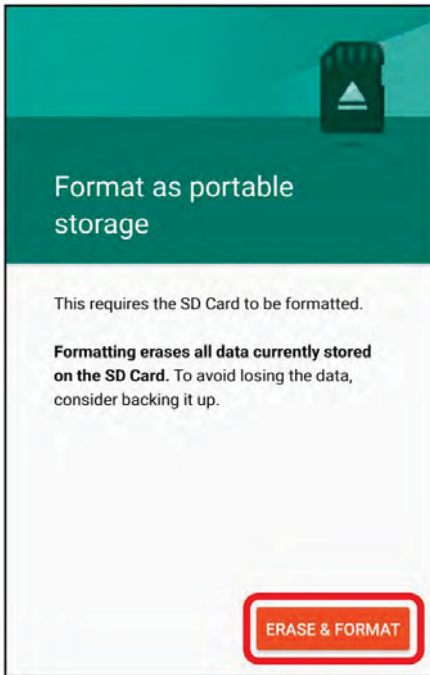 Format as portable
storage
This requires the SD Card to be formatted.
Formatting erases all data currently stored
on the SD Card. To avoid losing the data,
consider backing it up.
ERASE & FORMAT